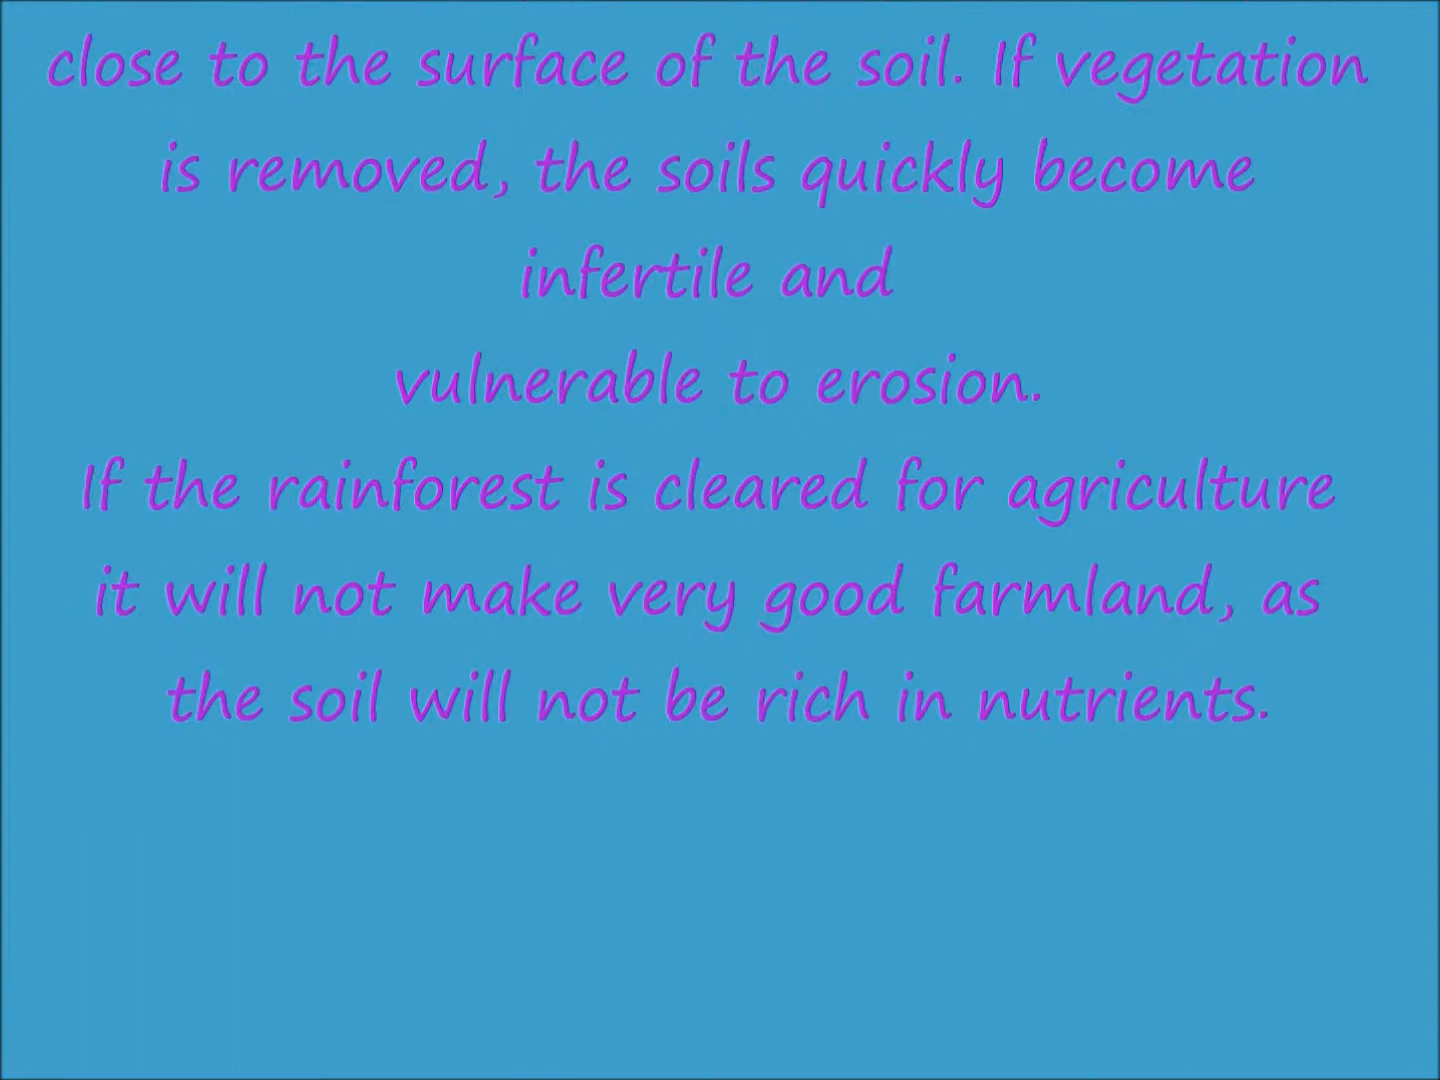 close to the surface of the soil. If vegetation
is removed, the soils quickly become
infertile and
vulnerable to erosion.
If the rainforest is cleared for agriculture
it will not make very good farmland, as
the soil will not be rich in nutrients.